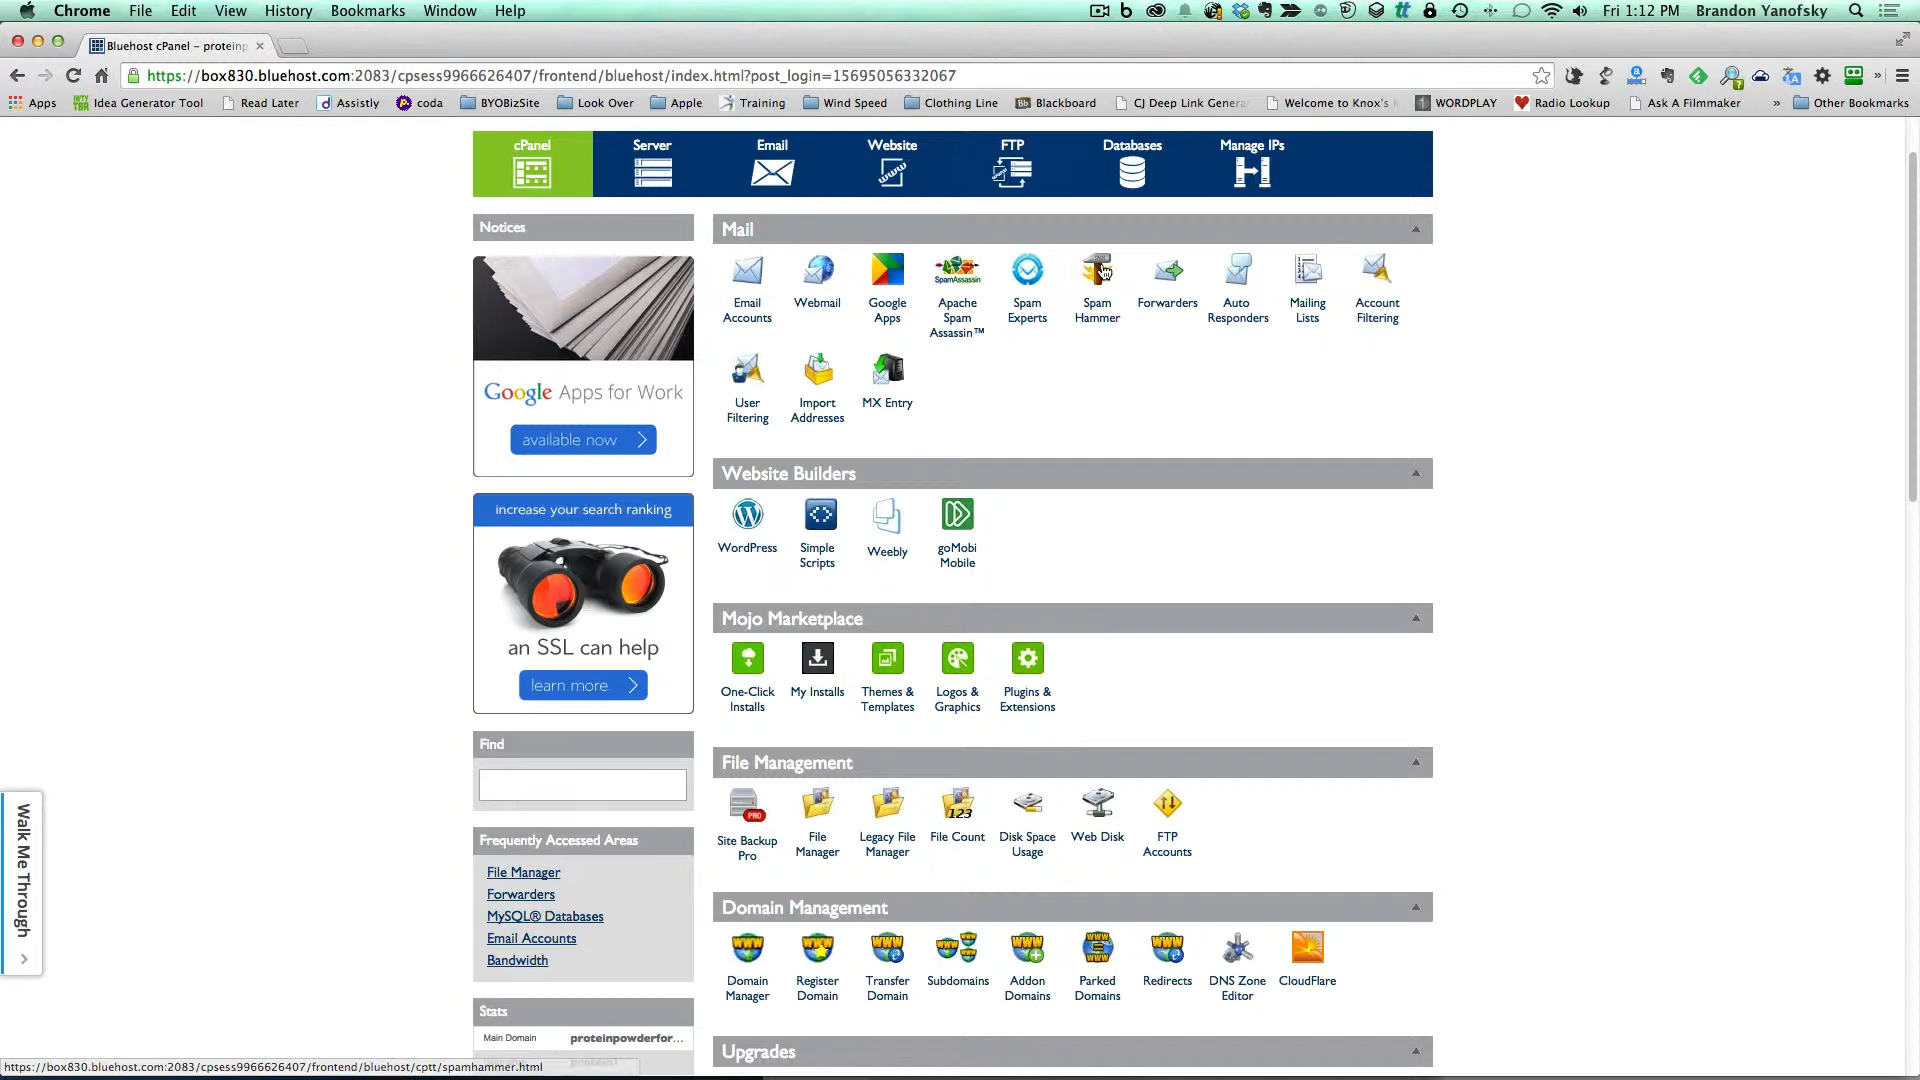 Chrome File Edit View History Bookmarks Window Help Fri 1:12 PM Brandon Yanofsky
Bluehost cPanel – proteinp
https://box830.bluehost.com:2083/cpsess9966626407/frontend/bluehost/index.html?post_login=15695056332067
Apps Idea Generator Tool Read Later Assistly coda BYOBizSite Look Over Apple Training Wind Speed Clothing Line Blackboard CJ Deep Link Genera Welcome to Knox's WORDPLAY Radio Lookup Ask A Filmmaker » Other Bookmarks
cPanel Server Email Website FTP Databases Manage IPs
Notices
Google Apps for Work
available now
increase your search ranking
an SSL can help
learn more
Find
Frequently Accessed Areas
File Manager
Forwarders
MySQL® Databases
Email Accounts
Bandwidth
Stats
Main Domain proteinpowderfor...
Mail
Email Accounts
Webmail
Google Apps
SpamAssassin
Apache Spam Assassin™
Spam Experts
Spam Hammer
Forwarders
Auto Responders
Mailing Lists
Account Filtering
User Filtering
Import Addresses
MX Entry
Website Builders
WordPress
Simple Scripts
Weebly
goMobi Mobile
Mojo Marketplace
One-Click Installs
My Installs
Themes & Templates
Logos & Graphics
Plugins & Extensions
File Management
PRO
Site Backup Pro
File Manager
Legacy File Manager
123
File Count
Disk Space Usage
Web Disk
FTP Accounts
Domain Management
Domain Manager
Register Domain
Transfer Domain
Subdomains
Addon Domains
Parked Domains
Redirects
DNS Zone Editor
CloudFlare
Upgrades
Walk Me Through
https://box830.bluehost.com:2083/cpsess9966626407/frontend/bluehost/cptt/spamhammer.html